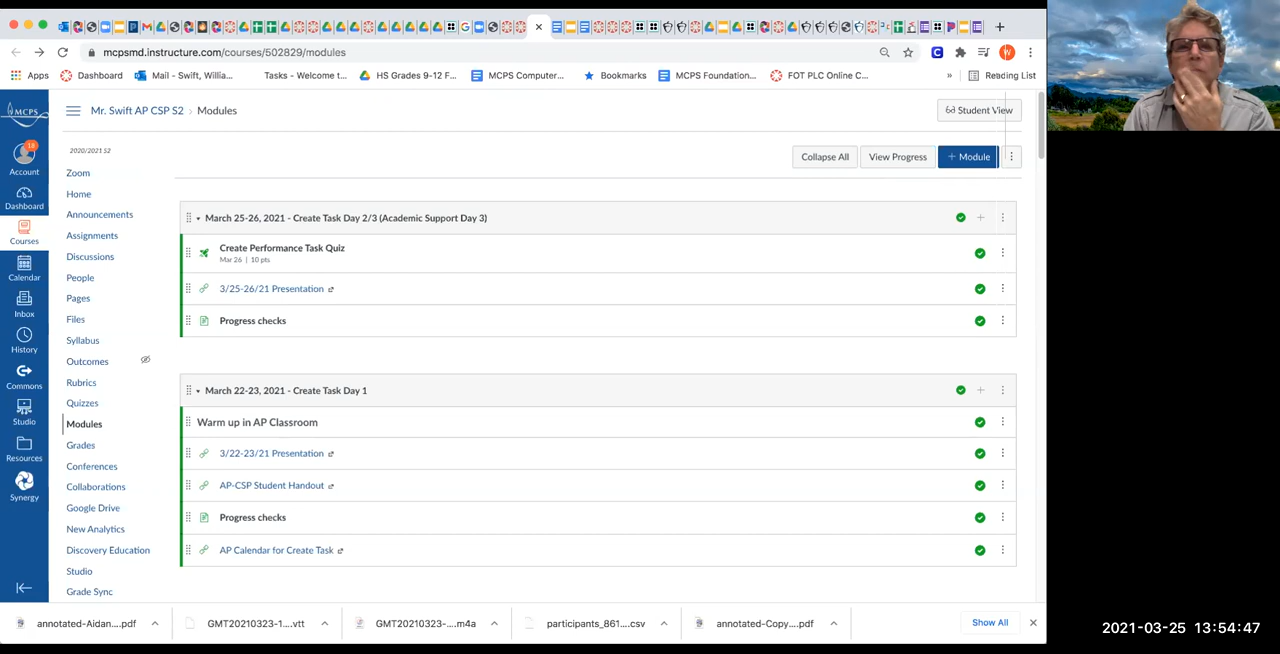 mcpsmd.instructure.com/courses/502829/modules
Apps
Dashboard
Mail - Swift, Willia...
Tasks - Welcome t...
HS Grades 9-12 F...
MCPS Computer...
Bookmarks
MCPS Foundation...
FOT PLC Online C...
»
Reading List
MCPS
Mr. Swift AP CSP S2 › Modules
Student View
2020/2021 S2
Collapse All
View Progress
+ Module
18
Account
Dashboard
Courses
Calendar
Inbox
History
Commons
Studio
Resources
Synergy
Zoom
Home
Announcements
Assignments
Discussions
People
Pages
Files
Syllabus
Outcomes
Rubrics
Quizzes
Modules
Grades
Conferences
Collaborations
Google Drive
New Analytics
Discovery Education
Studio
Grade Sync
March 25-26, 2021 - Create Task Day 2/3 (Academic Support Day 3)
Create Performance Task Quiz
Mar 26 | 10 pts
3/25-26/21 Presentation
Progress checks
March 22-23, 2021 - Create Task Day 1
Warm up in AP Classroom
3/22-23/21 Presentation
AP-CSP Student Handout
Progress checks
AP Calendar for Create Task
annotated-Aidan....pdf
GMT20210323-1....vtt
GMT20210323-....m4a
participants_861....csv
annotated-Copy....pdf
Show All
2021-03-25 13:54:47